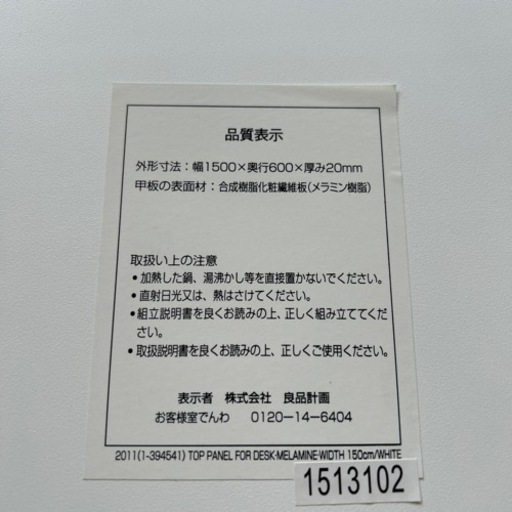 品質表示
外形寸法：幅1500×奥行600×厚み20mm
甲板の表面材：合成樹脂化粧繊維板（メラミン樹脂）
取扱い上の注意
•加熱した鍋、湯沸かし等を直接置かないでください。
•直射日光又は、熱はさけてください。
•組立説明書を良くお読みの上、正しく組み立ててくだ
さい。
•取扱説明書を良くお読みの上、正しくご使用ください。
表示者　株式会社　良品計画
お客様室でんわ　0120-14-6404
2011(1-394541) TOP PANEL FOR DESK·MELAMINE·WIDTH 150cm/WHITE
1513102